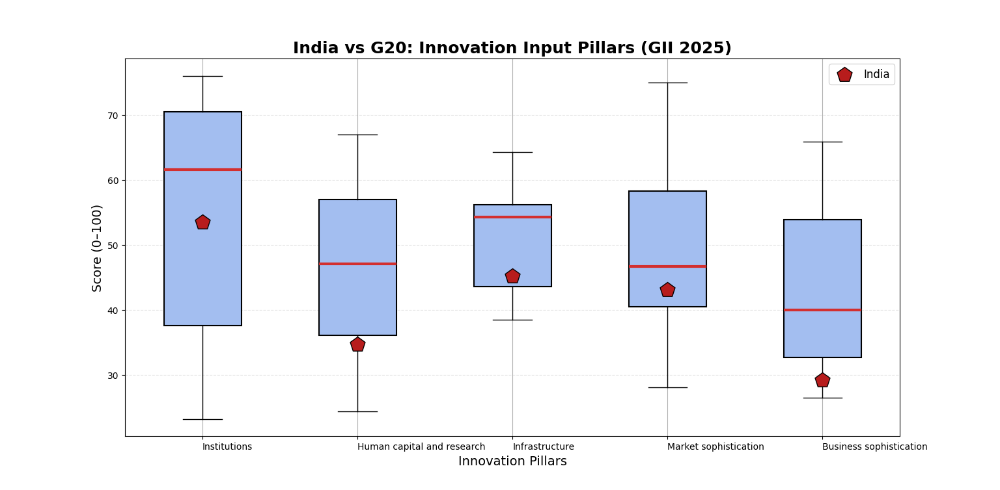 India vs G20: Innovation Input Pillars (GII 2025)
India
Score (0–100)
70
60
50
40
30
Institutions
Human capital and research
Infrastructure
Market sophistication
Business sophistication
Innovation Pillars